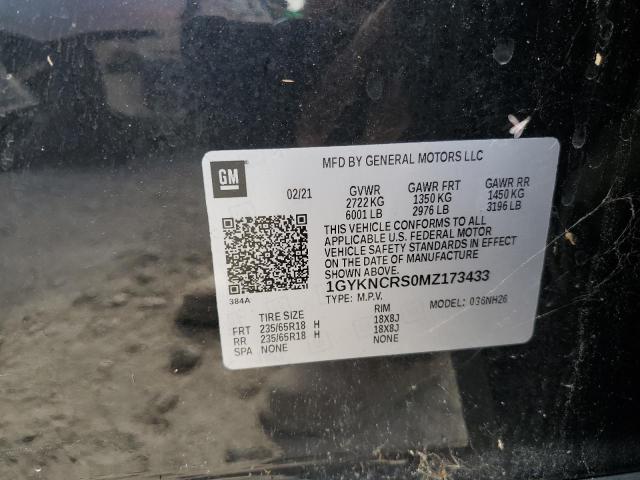 GM
MFD BY GENERAL MOTORS LLC
02/21 GVWR GAWR FRT GAWR RR
2722 KG 1350 KG 1450 KG
6001 LB 2976 LB 3196 LB
THIS VEHICLE CONFORMS TO ALL
APPLICABLE U.S. FEDERAL MOTOR
VEHICLE SAFETY STANDARDS IN EFFECT
ON THE DATE OF MANUFACTURE
SHOWN ABOVE.
1GYKNCRS0MZ173433
384A
TYPE: M.P.V. MODEL: 036NH26
TIRE SIZE RIM
FRT 235/65R18 H 18X8J
RR 235/65R18 H 18X8J
SPA NONE NONE